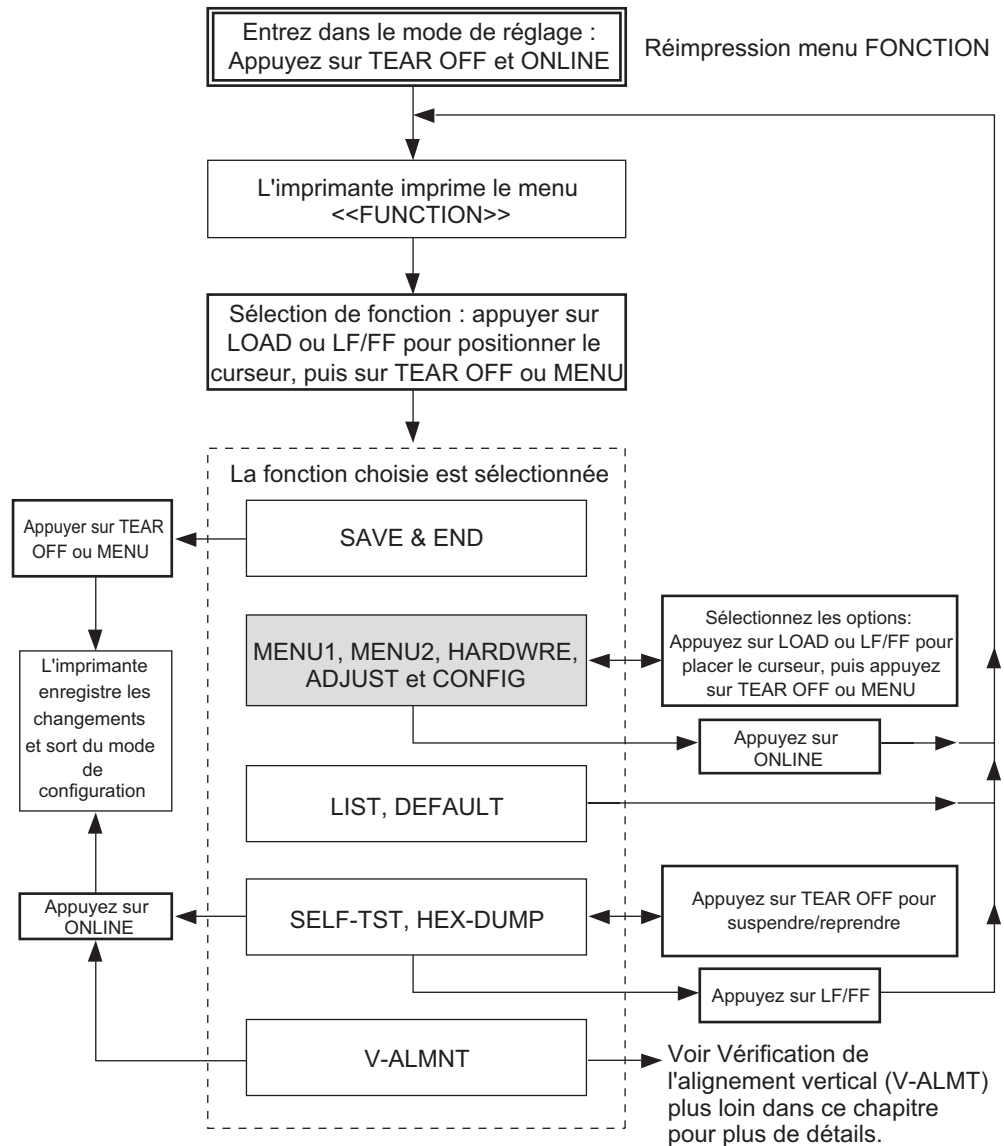 Entrez dans le mode de réglage :
Appuyez sur TEAR OFF et ONLINE
Réimpression menu FONCTION
L'imprimante imprime le menu
<<FUNCTION>>
Sélection de fonction : appuyer sur
LOAD ou LF/FF pour positionner le
curseur, puis sur TEAR OFF ou MENU
La fonction choisie est sélectionnée
Appuyer sur TEAR
OFF ou MENU
SAVE & END
L'imprimante
enregistre les
changements
et sort du mode
de
configuration
MENU1, MENU2, HARDWRE,
ADJUST et CONFIG
Sélectionnez les options:
Appuyez sur LOAD ou LF/FF pour
placer le curseur, puis appuyez
sur TEAR OFF ou MENU
Appuyez sur
ONLINE
LIST, DEFAULT
Appuyez sur
ONLINE
SELF-TST, HEX-DUMP
Appuyez sur TEAR OFF pour
suspendre/reprendre
Appuyez sur LF/FF
V-ALMNT
Voir Vérification de
l'alignement vertical (V-ALMT)
plus loin dans ce chapitre
pour plus de détails.